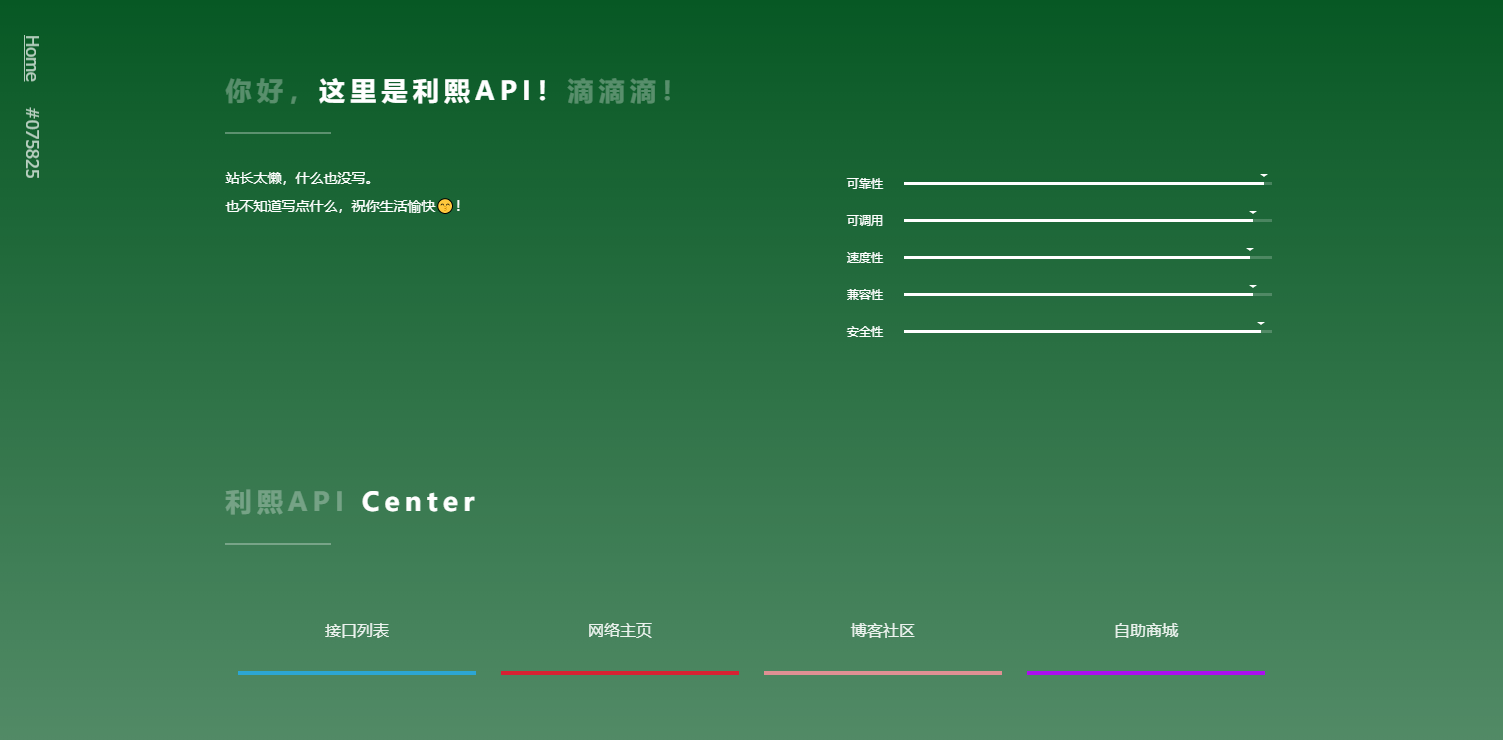 Home
#075825
你好，这里是利熙API！滴滴滴！
站长太懒，什么也没写。
也不知道写点什么，祝你生活愉快😁！
可靠性
可调用
速度性
兼容性
安全性
利熙API Center
接口列表
网络主页
博客社区
自助商城